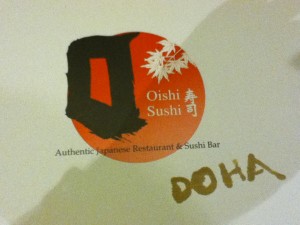 Oishi
Sushi 寿司
Authentic Japanese Restaurant & Sushi Bar
DOHA